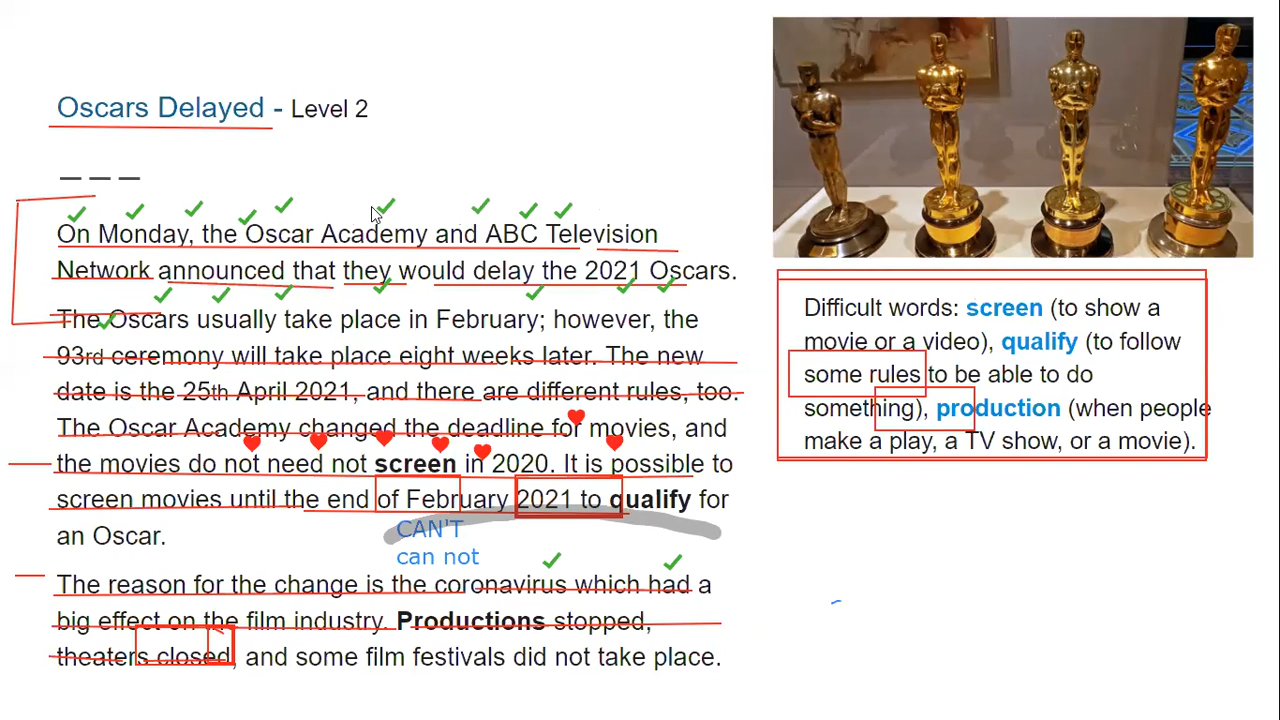 Oscars Delayed - Level 2
On Monday, the Oscar Academy and ABC Television
Network announced that they would delay the 2021 Oscars.
The Oscars usually take place in February; however, the
93rd ceremony will take place eight weeks later. The new
date is the 25th April 2021, and there are different rules, too.
The Oscar Academy changed the deadline for movies, and
the movies do not need not screen in 2020. It is possible to
screen movies until the end of February 2021 to qualify for
an Oscar.
CAN'T
can not
The reason for the change is the coronavirus which had a
big effect on the film industry. Productions stopped,
theaters closed, and some film festivals did not take place.
Difficult words: screen (to show a
movie or a video), qualify (to follow
some rules to be able to do
something), production (when people
make a play, a TV show, or a movie).